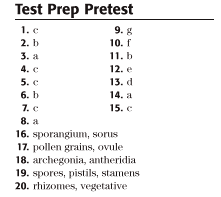 Test Prep Pretest
1. c
2. b
3. a
4. c
5. c
6. b
7. c
8. a
9. g
10. f
11. b
12. e
13. d
14. a
15. c
16. sporangium, sorus
17. pollen grains, ovule
18. archegonia, antheridia
19. spores, pistils, stamens
20. rhizomes, vegetative